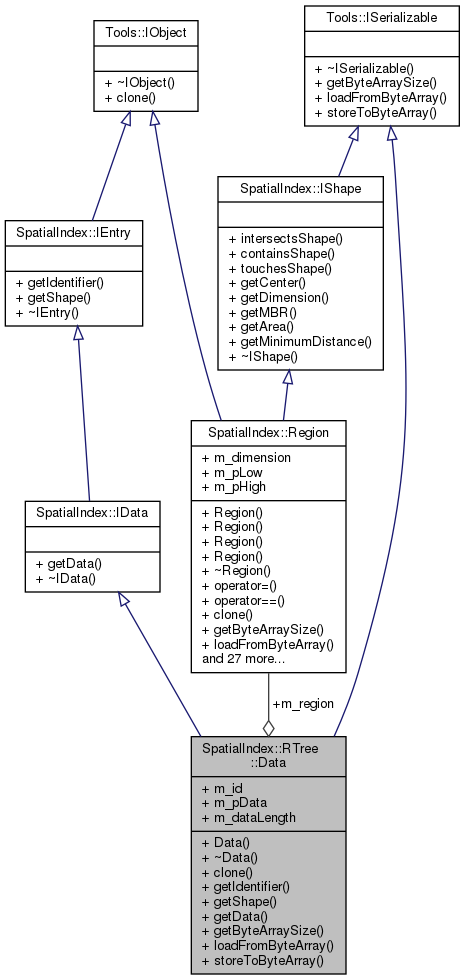 Tools::IObject
+ ~IObject()
+ clone()
Tools::ISerializable
+ ~ISerializable()
+ getByteArraySize()
+ loadFromByteArray()
+ storeToByteArray()
SpatialIndex::IEntry
+ getIdentifier()
+ getShape()
+ ~IEntry()
SpatialIndex::IShape
+ intersectsShape()
+ containsShape()
+ touchesShape()
+ getCenter()
+ getDimension()
+ getMBR()
+ getArea()
+ getMinimumDistance()
+ ~IShape()
SpatialIndex::IData
+ getData()
+ ~IData()
SpatialIndex::Region
+ m_dimension
+ m_pLow
+ m_pHigh
+ Region()
+ Region()
+ Region()
+ Region()
+ ~Region()
+ operator=()
+ operator==()
+ clone()
+ getByteArraySize()
+ loadFromByteArray()
and 27 more...
+m_region
SpatialIndex::RTree
::Data
+ m_id
+ m_pData
+ m_dataLength
+ Data()
+ ~Data()
+ clone()
+ getIdentifier()
+ getShape()
+ getData()
+ getByteArraySize()
+ loadFromByteArray()
+ storeToByteArray()